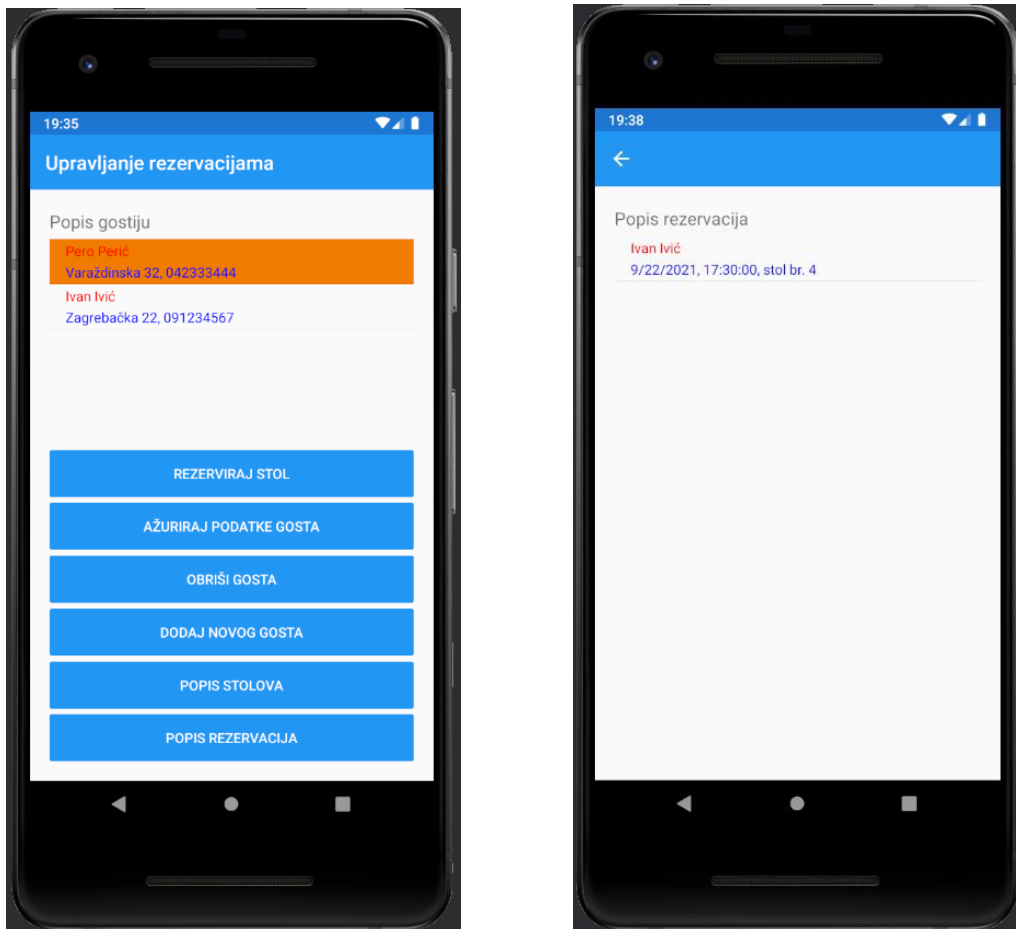 19:35
Upravljanje rezervacijama
Popis gostiju
Pero Perić
Varaždinska 32, 042333444
Ivan Ivić
Zagrebačka 22, 091234567
REZERVIRAJ STOL
AŽURIRAJ PODATKE GOSTA
OBRIŠI GOSTA
DODAJ NOVOG GOSTA
POPIS STOLOVA
POPIS REZERVACIJA
19:38
Popis rezervacija
Ivan Ivić
9/22/2021, 17:30:00, stol br. 4